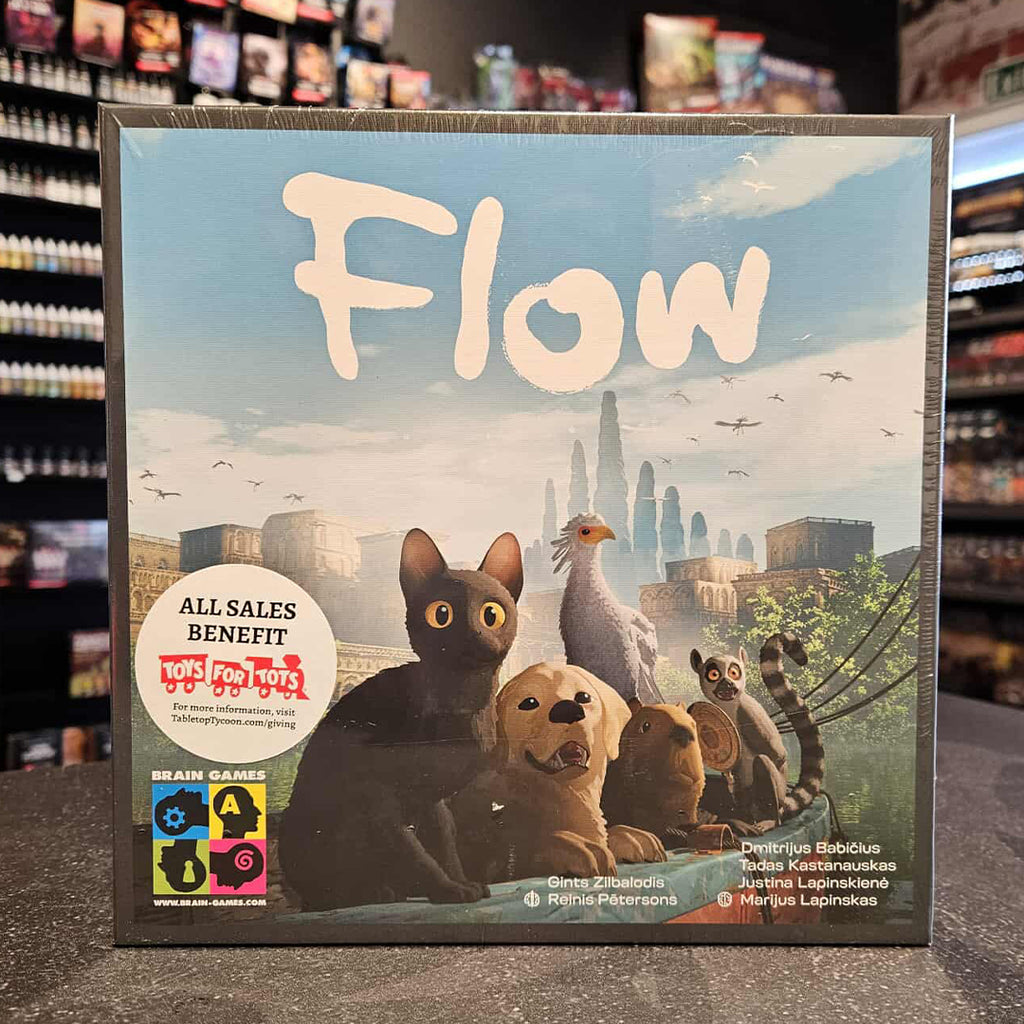 Flow
ALL SALES
BENEFIT
TOYS FOR TOTS
For more information, visit
TabletopTycoon.com/giving
BRAIN GAMES
A
WWW.BRAIN-GAMES.COM
Gints Zilbalodis
Reinis Pētersons
Dmitrijus Babičius
Tadas Kastanauskas
Justina Lapinskienė
Marijus Lapinskas